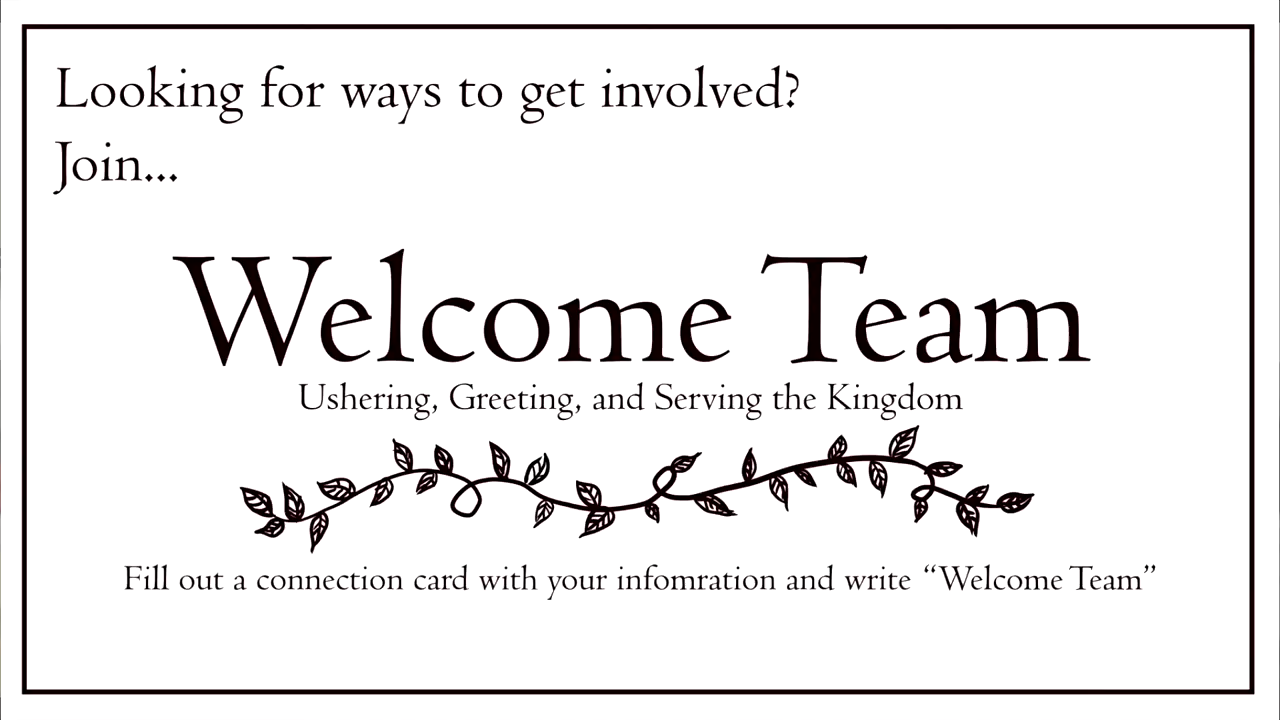 Looking for ways to get involved?
Join...
Welcome Team
Ushering, Greeting, and Serving the Kingdom
Fill out a connection card with your infomration and write “Welcome Team”